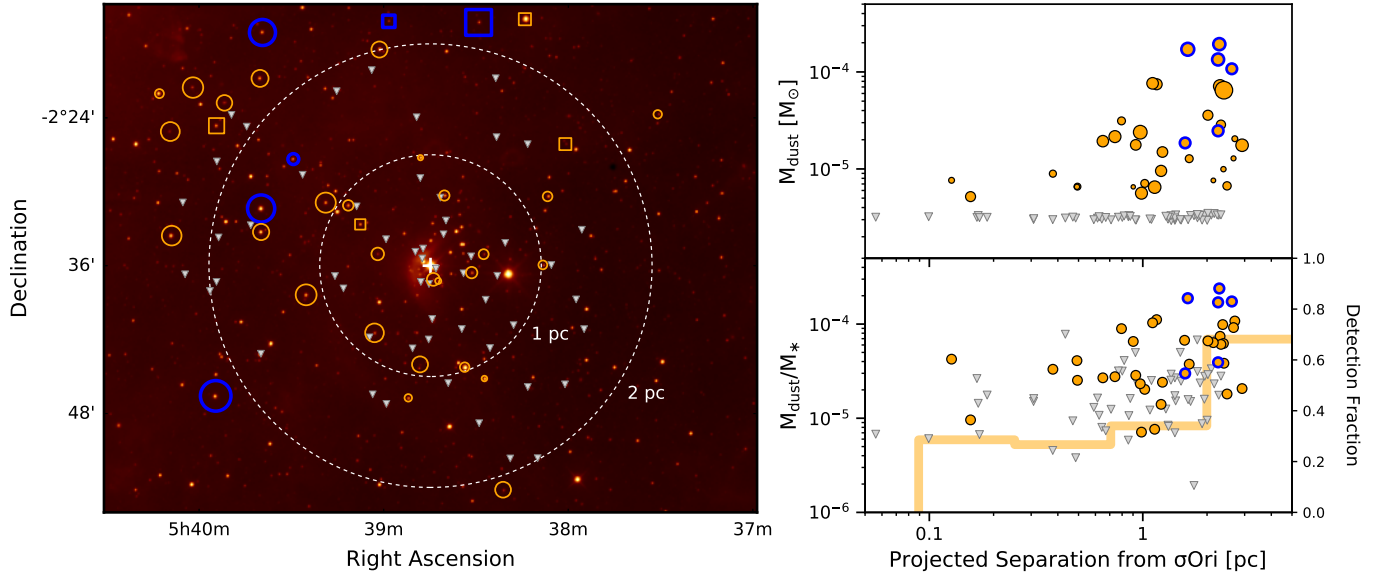 Declination
-2°24'
36'
48'
1 pc
2 pc
5h40m
39m
38m
37m
Right Ascension
M_dust [M_⊙]
10⁻⁴
10⁻⁵
M_dust/M_*
10⁻⁴
10⁻⁵
10⁻⁶
1.0
0.8
0.6
0.4
0.2
0.0
Detection Fraction
0.1
1
Projected Separation from σOri [pc]